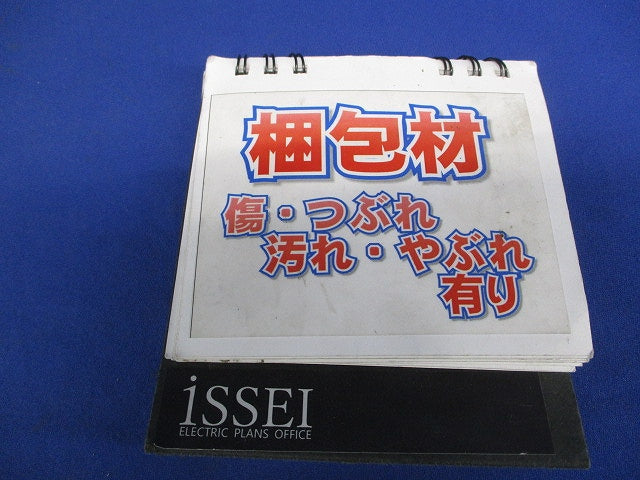 梱包材
傷・つぶれ
汚れ・やぶれ
有り
iSSEI
ELECTRIC PLANS OFFICE